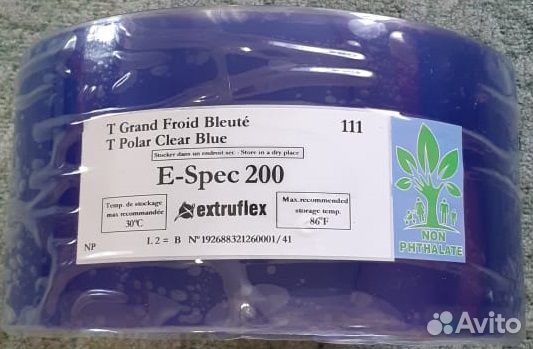 T Grand Froid Bleuté 111
T Polar Clear Blue
Stocker dans un endroit sec - Store in a dry place
E-Spec 200
Temp. de stockage
max recommandée
30°C
extruflex
Max. recommended
storage temp.
86°F
NON
PHTHALATE
NP
L 2 = B N° 192688321260001/41
Avito